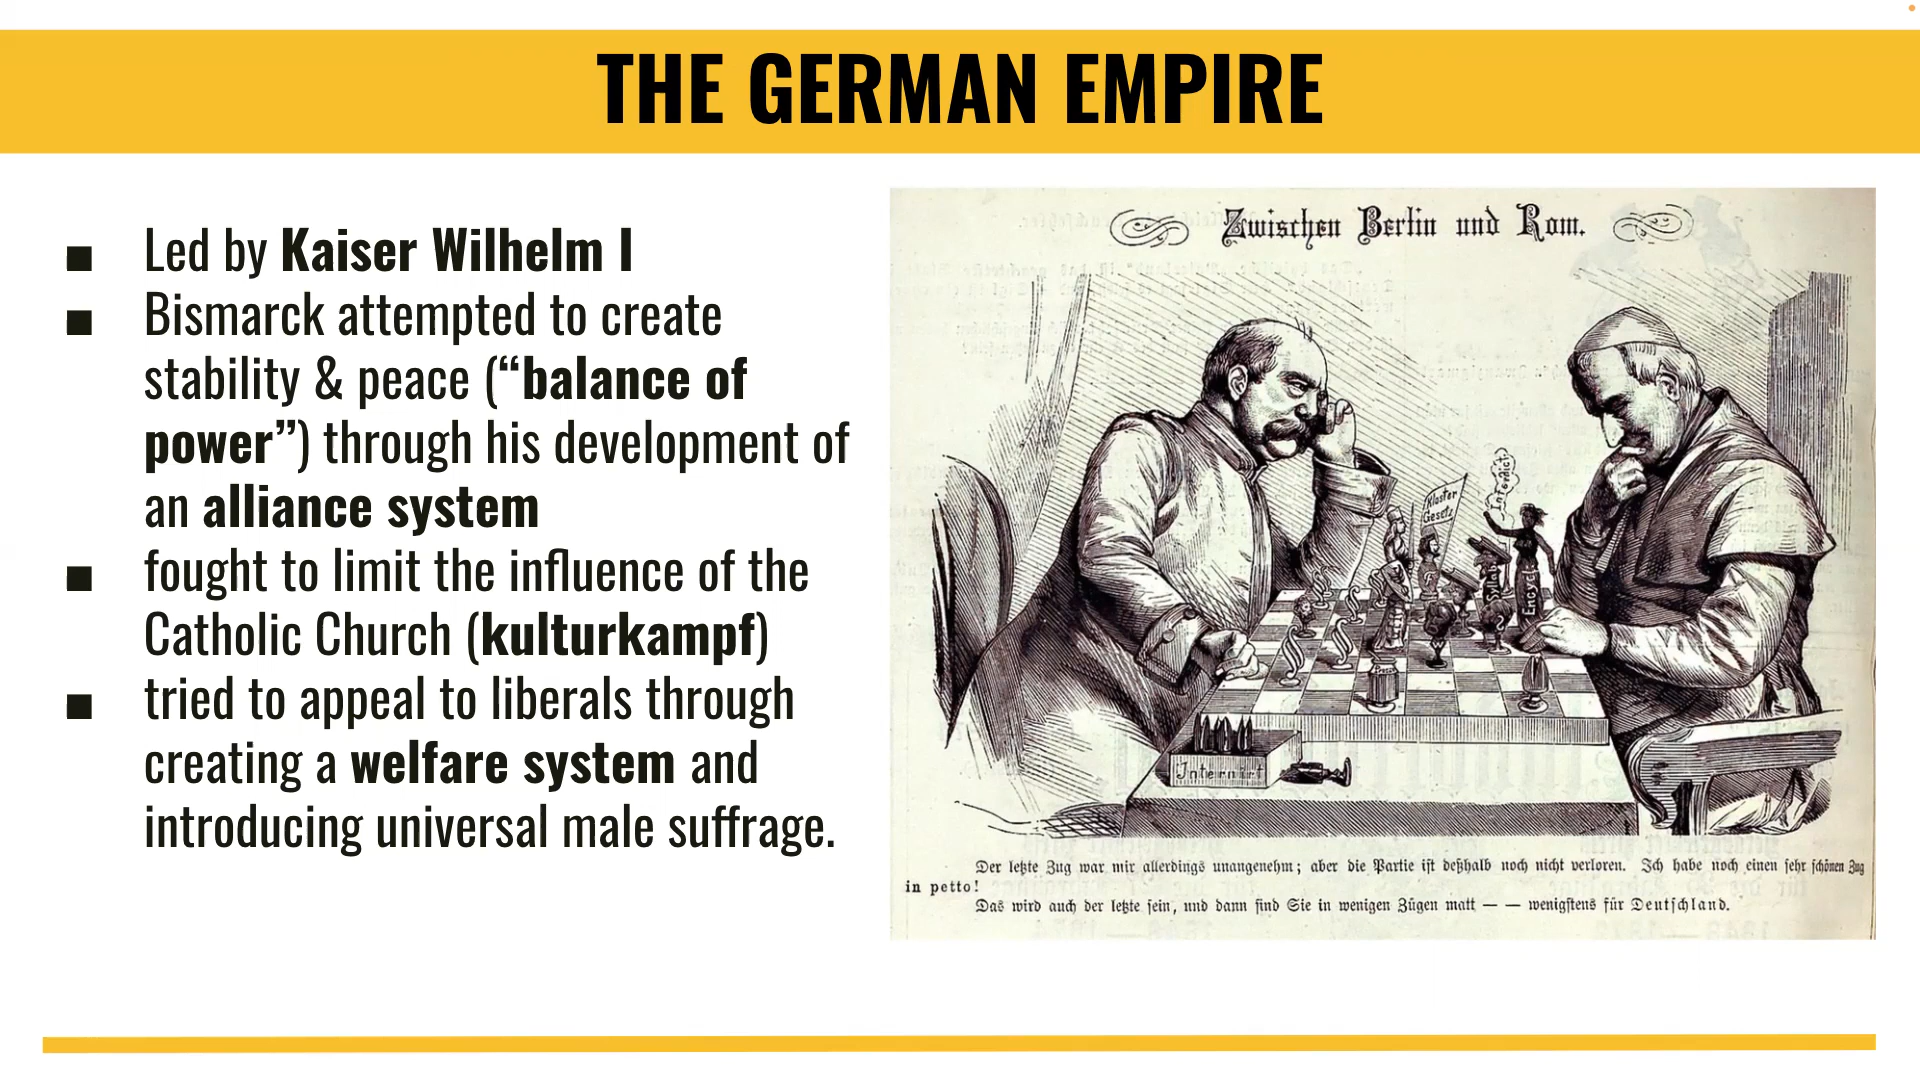 THE GERMAN EMPIRE
■ Led by Kaiser Wilhelm I
■ Bismarck attempted to create
stability & peace (“balance of
power”) through his development of
an alliance system
■ fought to limit the influence of the
Catholic Church (kulturkampf)
■ tried to appeal to liberals through
creating a welfare system and
introducing universal male suffrage.
Zwischen Berlin und Rom.
Kloster
Gesetz
Interdict
Syllab
Encycl
Internirt
Der letzte Zug war mir allerdings unangenehm; aber die Partie ist deßhalb noch nicht verloren. Ich habe noch einen sehr schönen Zug
in petto!
Das wird auch der letzte sein, und dann sind Sie in wenigen Zügen matt — — wenigstens für Deutschland.